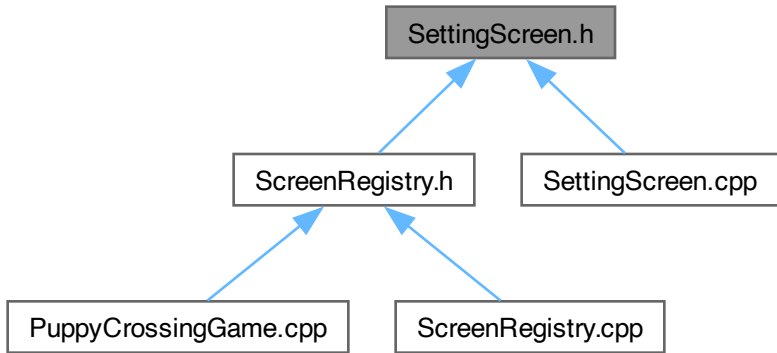 SettingScreen.h
ScreenRegistry.h
SettingScreen.cpp
PuppyCrossingGame.cpp
ScreenRegistry.cpp